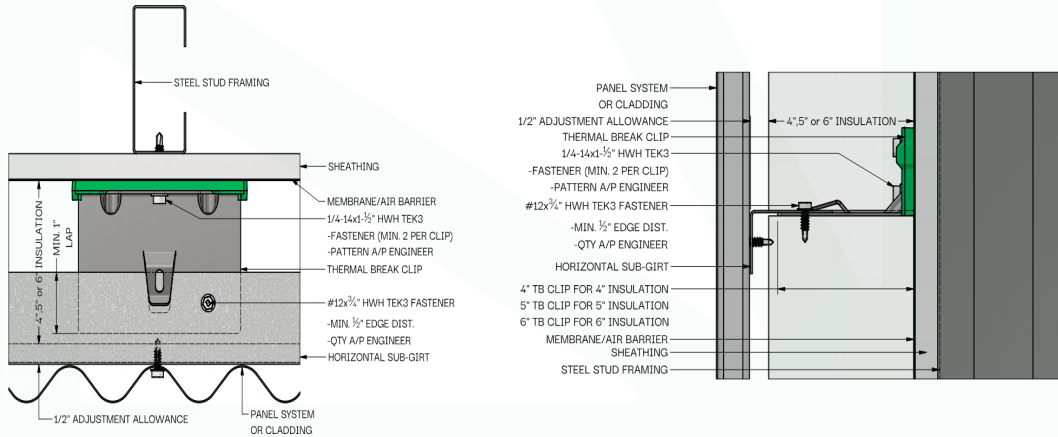 STEEL STUD FRAMING
SHEATHING
MEMBRANE/AIR BARRIER
1/4-14x1-½" HWH TEK3
-FASTENER (MIN. 2 PER CLIP)
-PATTERN A/P ENGINEER
THERMAL BREAK CLIP
#12x¾" HWH TEK3 FASTENER
-MIN. ½" EDGE DIST.
-QTY A/P ENGINEER
HORIZONTAL SUB-GIRT
4",5" or 6" INSULATION
MIN. 1"
LAP
1/2" ADJUSTMENT ALLOWANCE
PANEL SYSTEM
OR CLADDING
PANEL SYSTEM
OR CLADDING
1/2" ADJUSTMENT ALLOWANCE
4",5" or 6" INSULATION
THERMAL BREAK CLIP
1/4-14x1-½" HWH TEK3
-FASTENER (MIN. 2 PER CLIP)
-PATTERN A/P ENGINEER
#12x¾" HWH TEK3 FASTENER
-MIN. ½" EDGE DIST.
-QTY A/P ENGINEER
HORIZONTAL SUB-GIRT
4" TB CLIP FOR 4" INSULATION
5" TB CLIP FOR 5" INSULATION
6" TB CLIP FOR 6" INSULATION
MEMBRANE/AIR BARRIER
SHEATHING
STEEL STUD FRAMING